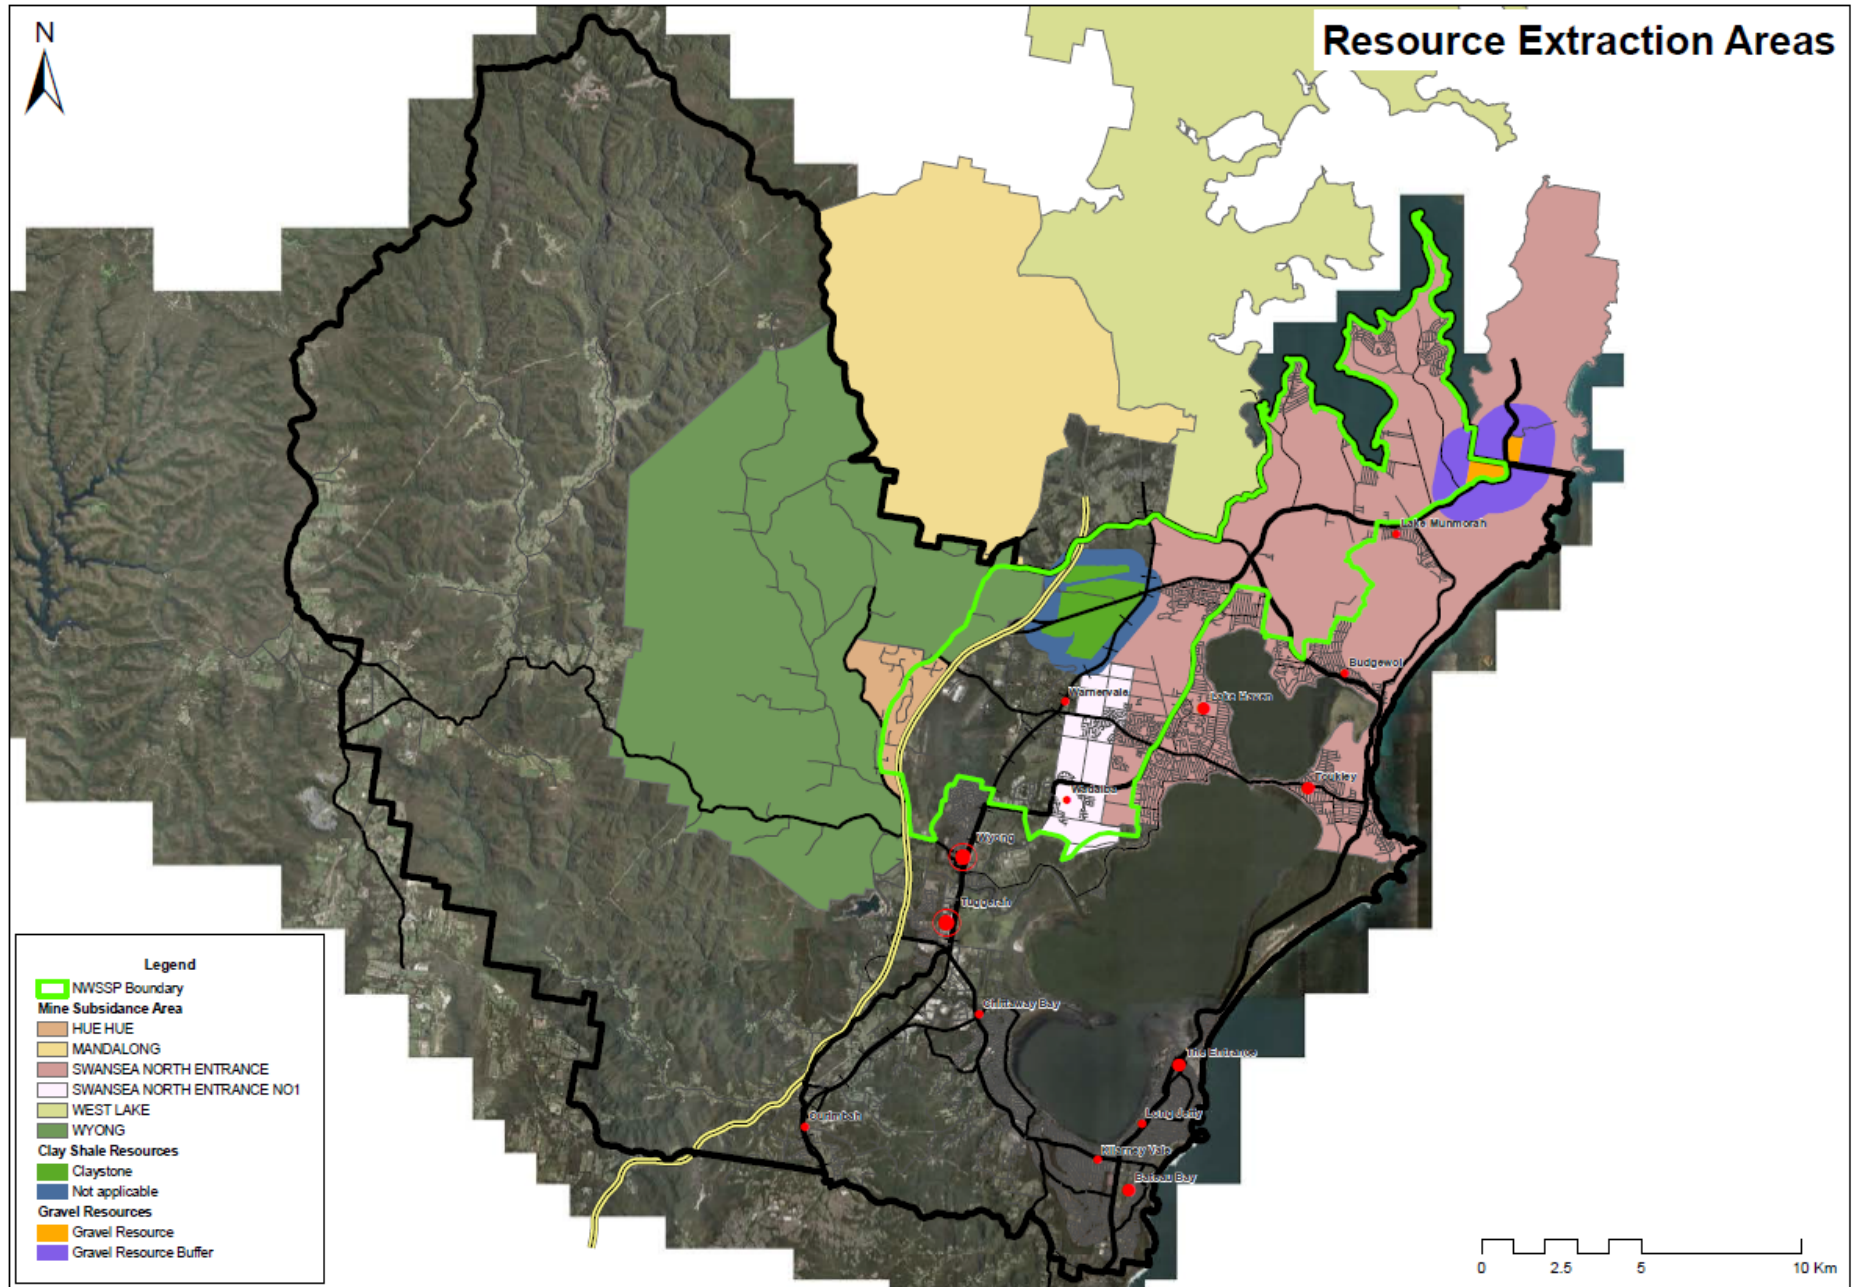 N
Resource Extraction Areas
Lake Munmorah
Budgewoi
Warnervale
Lake Haven
Toukley
Wadalba
Wyong
Tuggerah
Chittaway Bay
The Entrance
Long Jetty
Ourimbah
Killarney Vale
Bateau Bay
Legend
NWSSP Boundary
Mine Subsidance Area
HUE HUE
MANDALONG
SWANSEA NORTH ENTRANCE
SWANSEA NORTH ENTRANCE NO1
WEST LAKE
WYONG
Clay Shale Resources
Claystone
Not applicable
Gravel Resources
Gravel Resource
Gravel Resource Buffer
0 2.5 5 10 Km